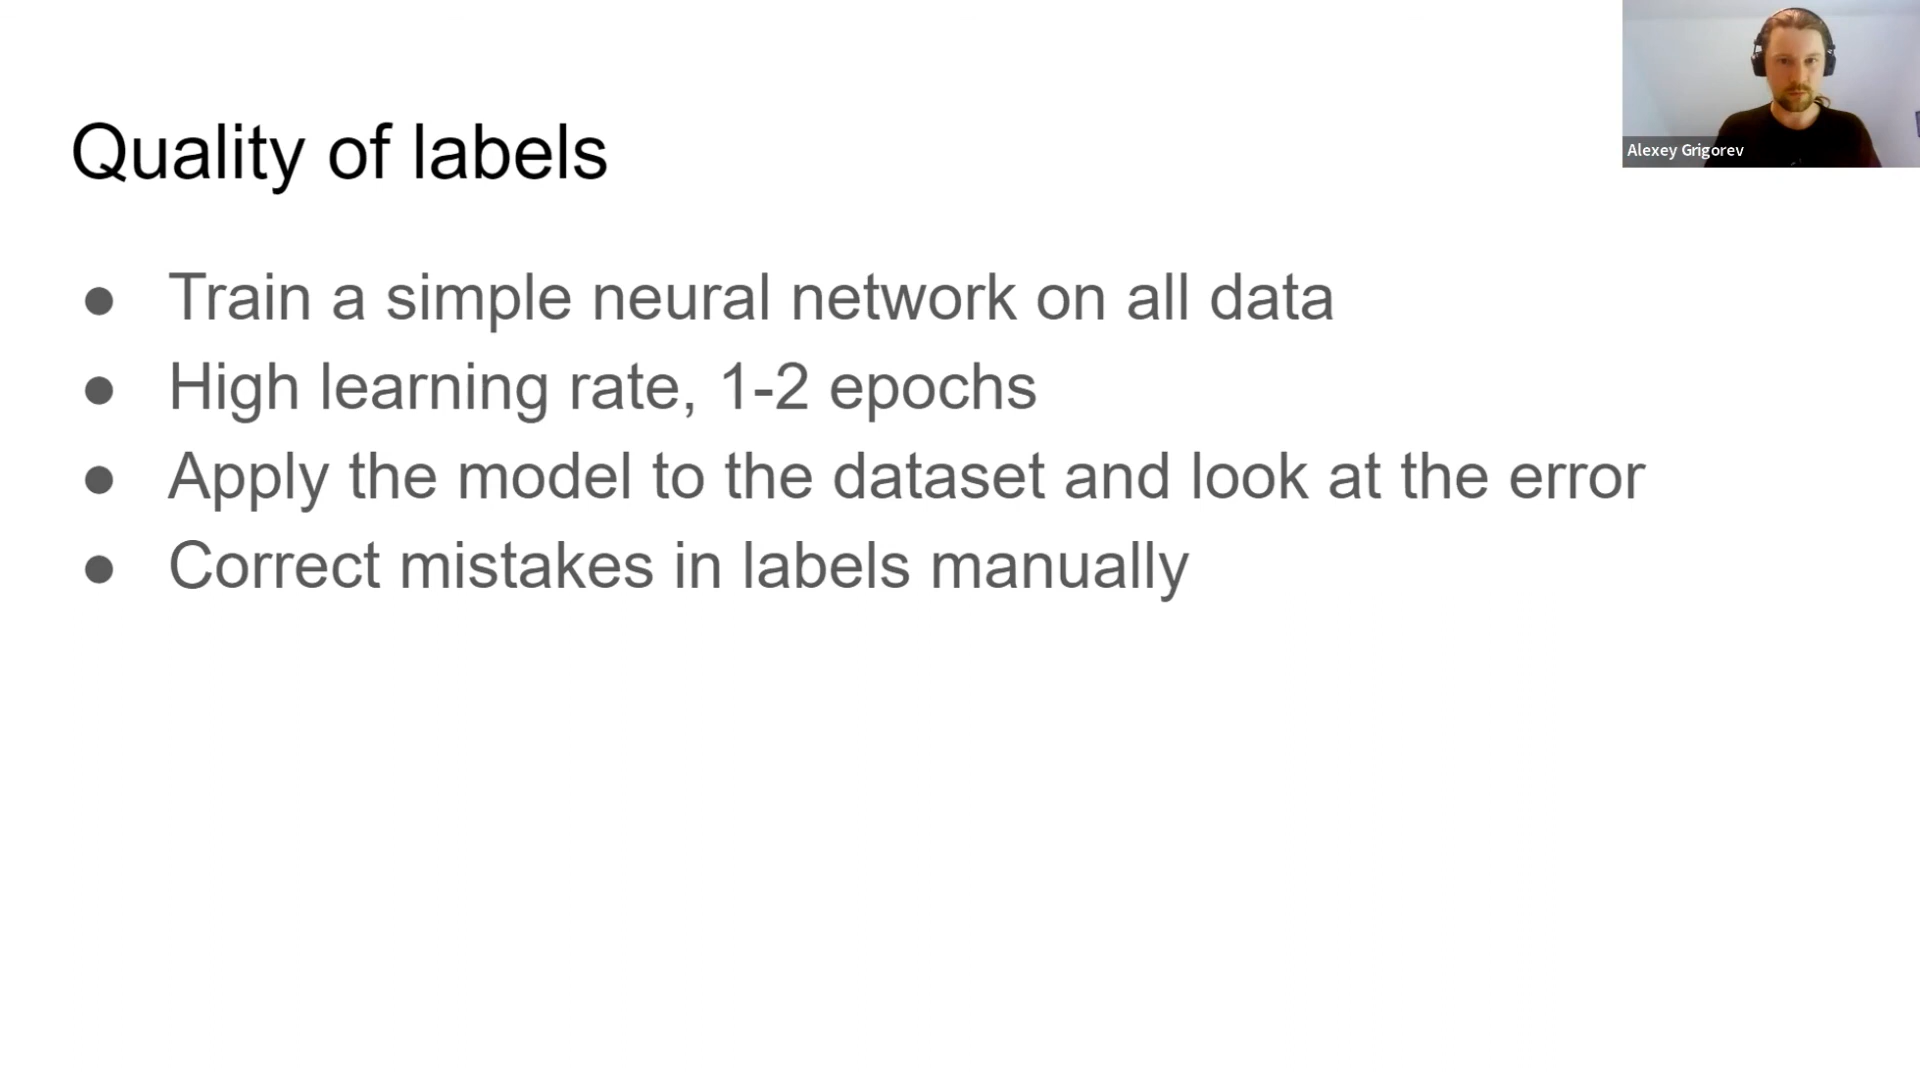 Quality of labels
● Train a simple neural network on all data
● High learning rate, 1-2 epochs
● Apply the model to the dataset and look at the error
● Correct mistakes in labels manually
Alexey Grigorev